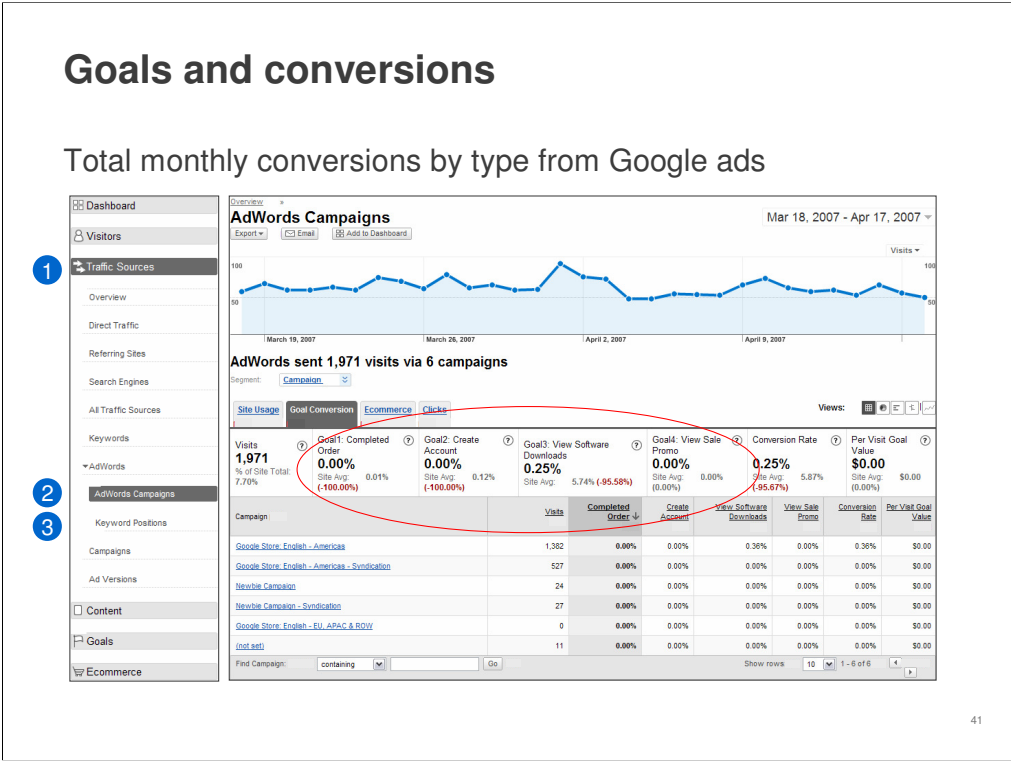 Goals and conversions
Total monthly conversions by type from Google ads
Dashboard
Visitors
1
Traffic Sources
Overview
Direct Traffic
Referring Sites
Search Engines
All Traffic Sources
Keywords
AdWords
2
AdWords Campaigns
3
Keyword Positions
Campaigns
Ad Versions
Content
Goals
Ecommerce
Overview »
AdWords Campaigns
Mar 18, 2007 - Apr 17, 2007
Export Email Add to Dashboard
Visits
100 100
50 50
March 19, 2007 March 26, 2007 April 2, 2007 April 9, 2007
AdWords sent 1,971 visits via 6 campaigns
Segment: Campaign
Site Usage Goal Conversion Ecommerce Clicks Views:
Visits ?
1,971
% of Site Total:
7.70%
Goal1: Completed ?
Order
0.00%
Site Avg: 0.01%
(-100.00%)
Goal2: Create ?
Account
0.00%
Site Avg: 0.12%
(-100.00%)
Goal3: View Software ?
Downloads
0.25%
Site Avg: 5.74% (-95.58%)
Goal4: View Sale ?
Promo
0.00%
Site Avg: 0.00%
(0.00%)
Conversion Rate ?
0.25%
Site Avg: 5.87%
(-95.67%)
Per Visit Goal ?
Value
$0.00
Site Avg: $0.00
(0.00%)
Campaign Visits Completed Order Create Account View Software Downloads View Sale Promo Conversion Rate Per Visit Goal Value
Google Store: English - Americas 1,382 0.00% 0.00% 0.36% 0.00% 0.36% $0.00
Google Store: English - Americas - Syndication 527 0.00% 0.00% 0.00% 0.00% 0.00% $0.00
Newbie Campaign 24 0.00% 0.00% 0.00% 0.00% 0.00% $0.00
Newbie Campaign - Syndication 27 0.00% 0.00% 0.00% 0.00% 0.00% $0.00
Google Store: English - EU, APAC & ROW 0 0.00% 0.00% 0.00% 0.00% 0.00% $0.00
(not set) 11 0.00% 0.00% 0.00% 0.00% 0.00% $0.00
Find Campaign: containing Go Show rows 10 1 - 6 of 6
41